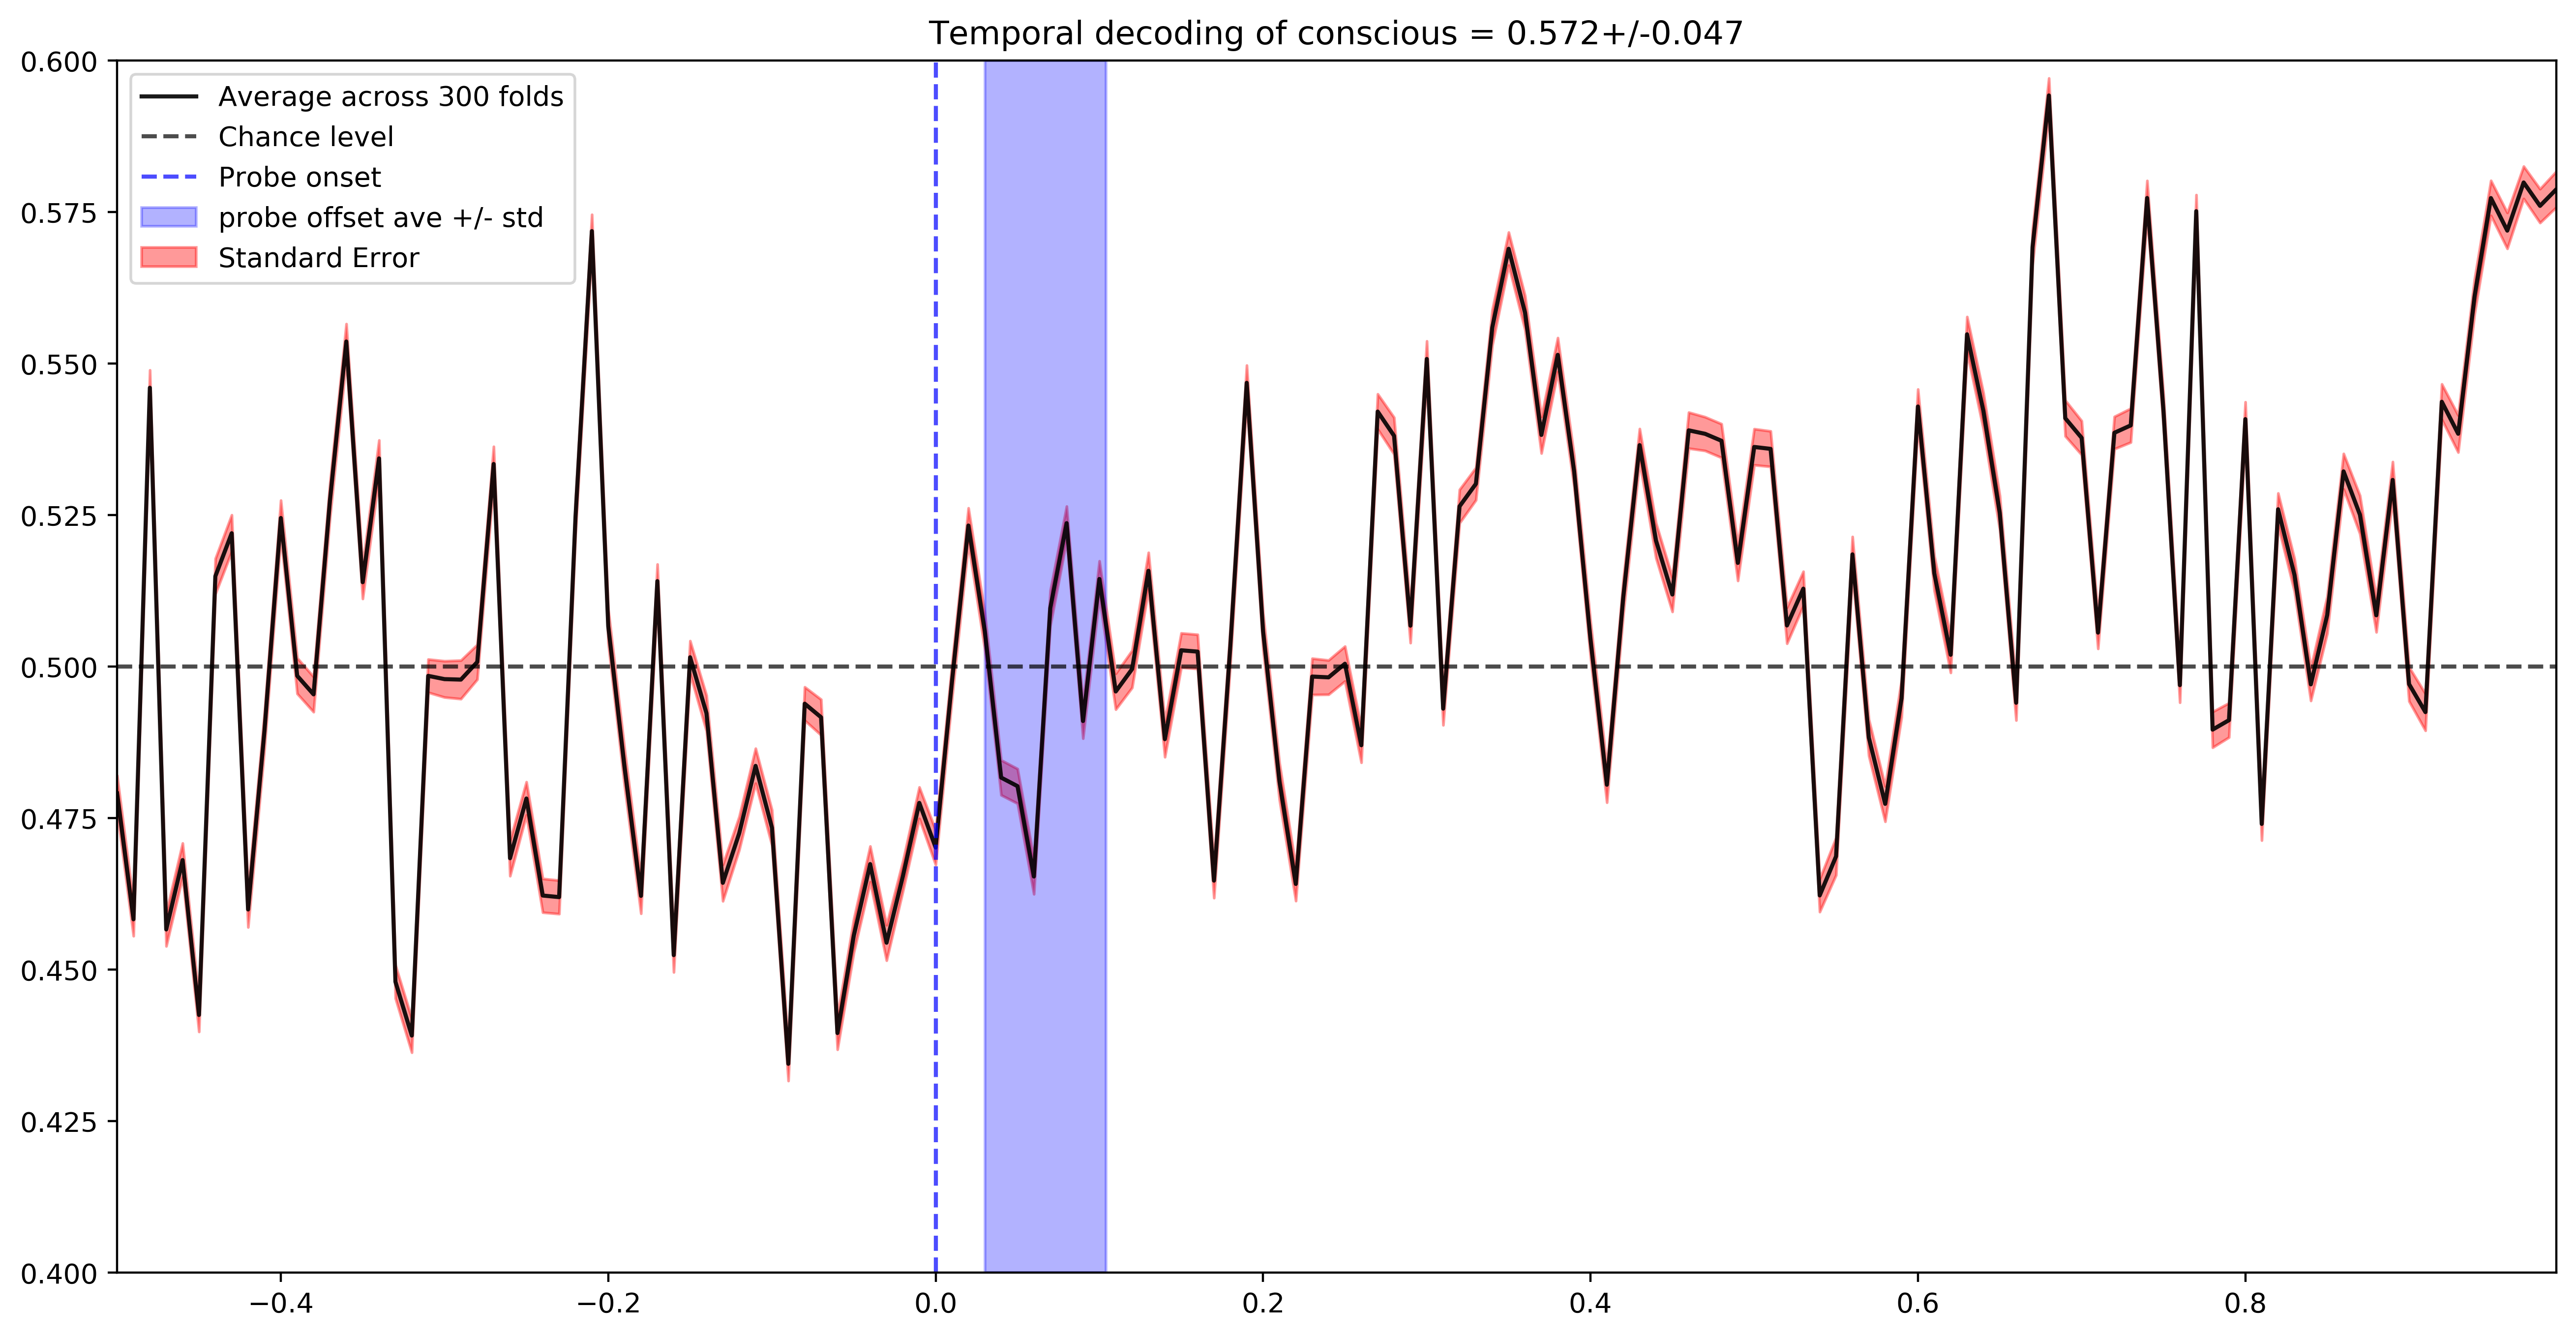 Temporal decoding of conscious = 0.572+/-0.047
0.600
0.575
0.550
0.525
0.500
0.475
0.450
0.425
0.400
Average across 300 folds
Chance level
Probe onset
probe offset ave +/- std
Standard Error
−0.4 −0.2 0.0 0.2 0.4 0.6 0.8